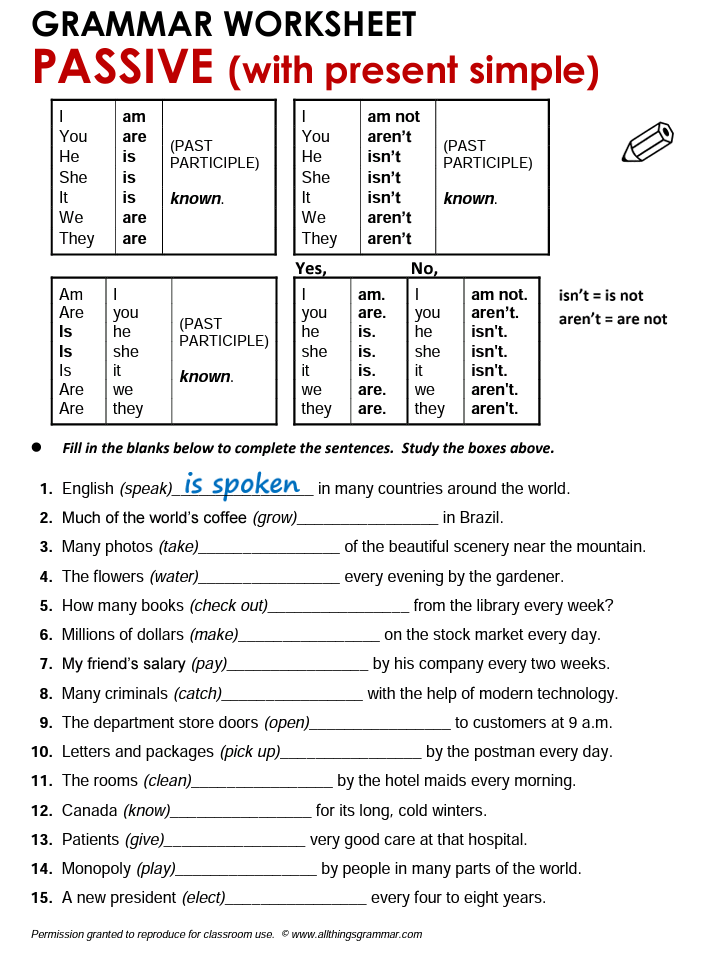 GRAMMAR WORKSHEET
PASSIVE (with present simple)
I am
You are
He is
She is
It is
We are
They are
(PAST
PARTICIPLE)
known.
I am not
You aren’t
He isn’t
She isn’t
It isn’t
We aren’t
They aren’t
(PAST
PARTICIPLE)
known.
Am I
Are you
Is he
Is she
Is it
Are we
Are they
(PAST
PARTICIPLE)
known.
Yes, No,
I am. I am not.
you are. you aren’t.
he is. he isn't.
she is. she isn't.
it is. it isn't.
we are. we aren't.
they are. they aren't.
isn’t = is not
aren’t = are not
● Fill in the blanks below to complete the sentences. Study the boxes above.
1. English (speak)_is spoken_ in many countries around the world.
2. Much of the world’s coffee (grow)________________ in Brazil.
3. Many photos (take)________________ of the beautiful scenery near the mountain.
4. The flowers (water)________________ every evening by the gardener.
5. How many books (check out)________________ from the library every week?
6. Millions of dollars (make)________________ on the stock market every day.
7. My friend’s salary (pay)________________ by his company every two weeks.
8. Many criminals (catch)________________ with the help of modern technology.
9. The department store doors (open)________________ to customers at 9 a.m.
10. Letters and packages (pick up)________________ by the postman every day.
11. The rooms (clean)________________ by the hotel maids every morning.
12. Canada (know)________________ for its long, cold winters.
13. Patients (give)________________ very good care at that hospital.
14. Monopoly (play)________________ by people in many parts of the world.
15. A new president (elect)________________ every four to eight years.
Permission granted to reproduce for classroom use. © www.allthingsgrammar.com